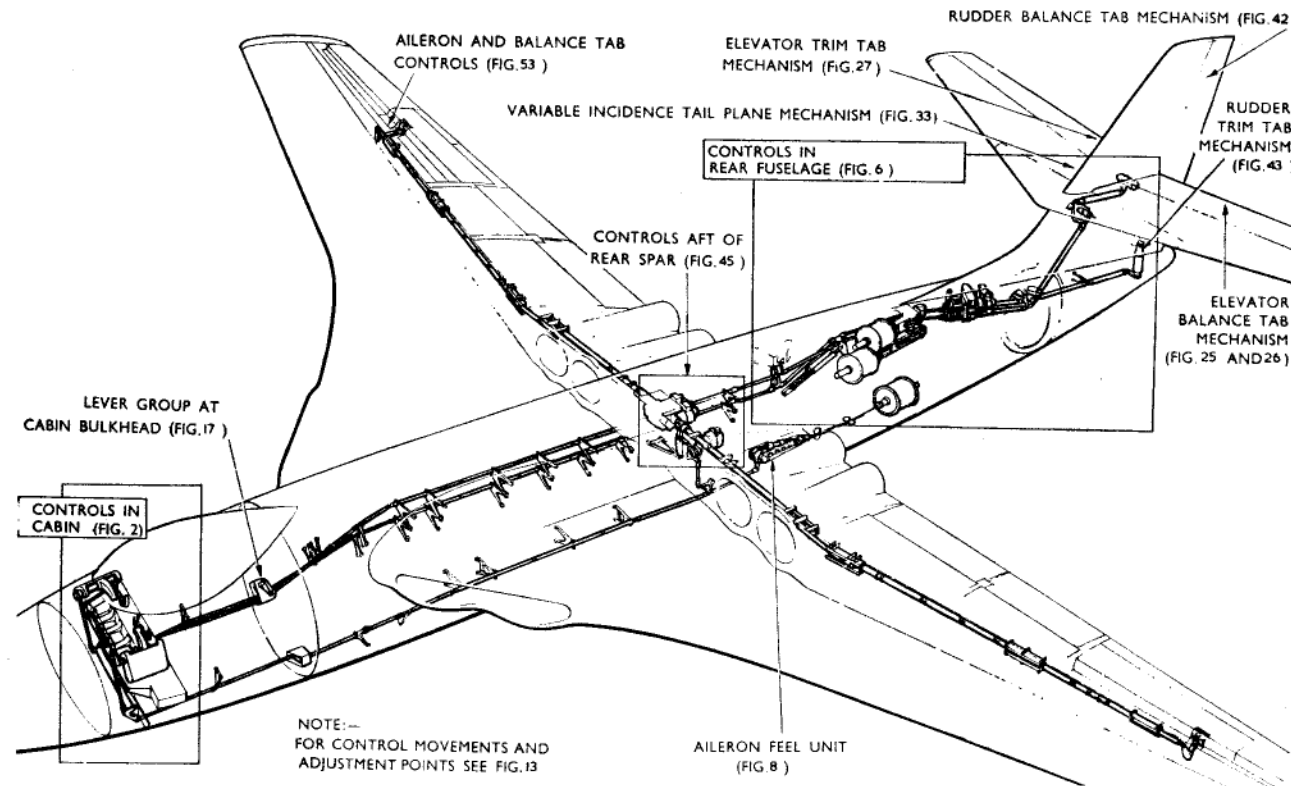 RUDDER BALANCE TAB MECHANISM (FIG.42
AILERON AND BALANCE TAB
CONTROLS (FIG.53 )
ELEVATOR TRIM TAB
MECHANISM (FIG.27)
VARIABLE INCIDENCE TAIL PLANE MECHANISM (FIG.33)
RUDDER
TRIM TAB
MECHANISM
(FIG.43 )
CONTROLS IN
REAR FUSELAGE (FIG.6 )
CONTROLS AFT OF
REAR SPAR (FIG.45 )
ELEVATOR
BALANCE TAB
MECHANISM
(FIG.25 AND 26)
LEVER GROUP AT
CABIN BULKHEAD (FIG.17 )
CONTROLS IN
CABIN (FIG. 2)
NOTE:—
FOR CONTROL MOVEMENTS AND
ADJUSTMENT POINTS SEE FIG.13
AILERON FEEL UNIT
(FIG.8 )